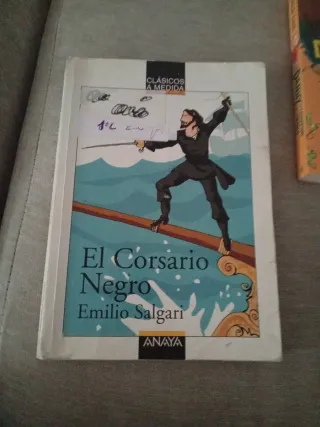 CLÁSICOS
A MEDIDA
El Corsario
Negro
Emilio Salgari
ANAYA